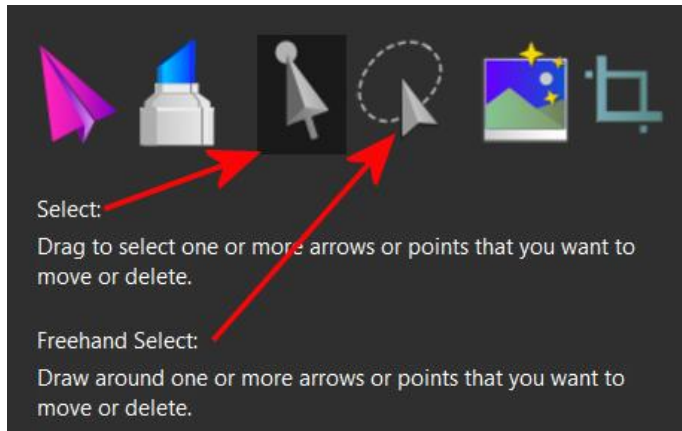 Select:
Drag to select one or more arrows or points that you want to
move or delete.
Freehand Select:
Draw around one or more arrows or points that you want to
move or delete.